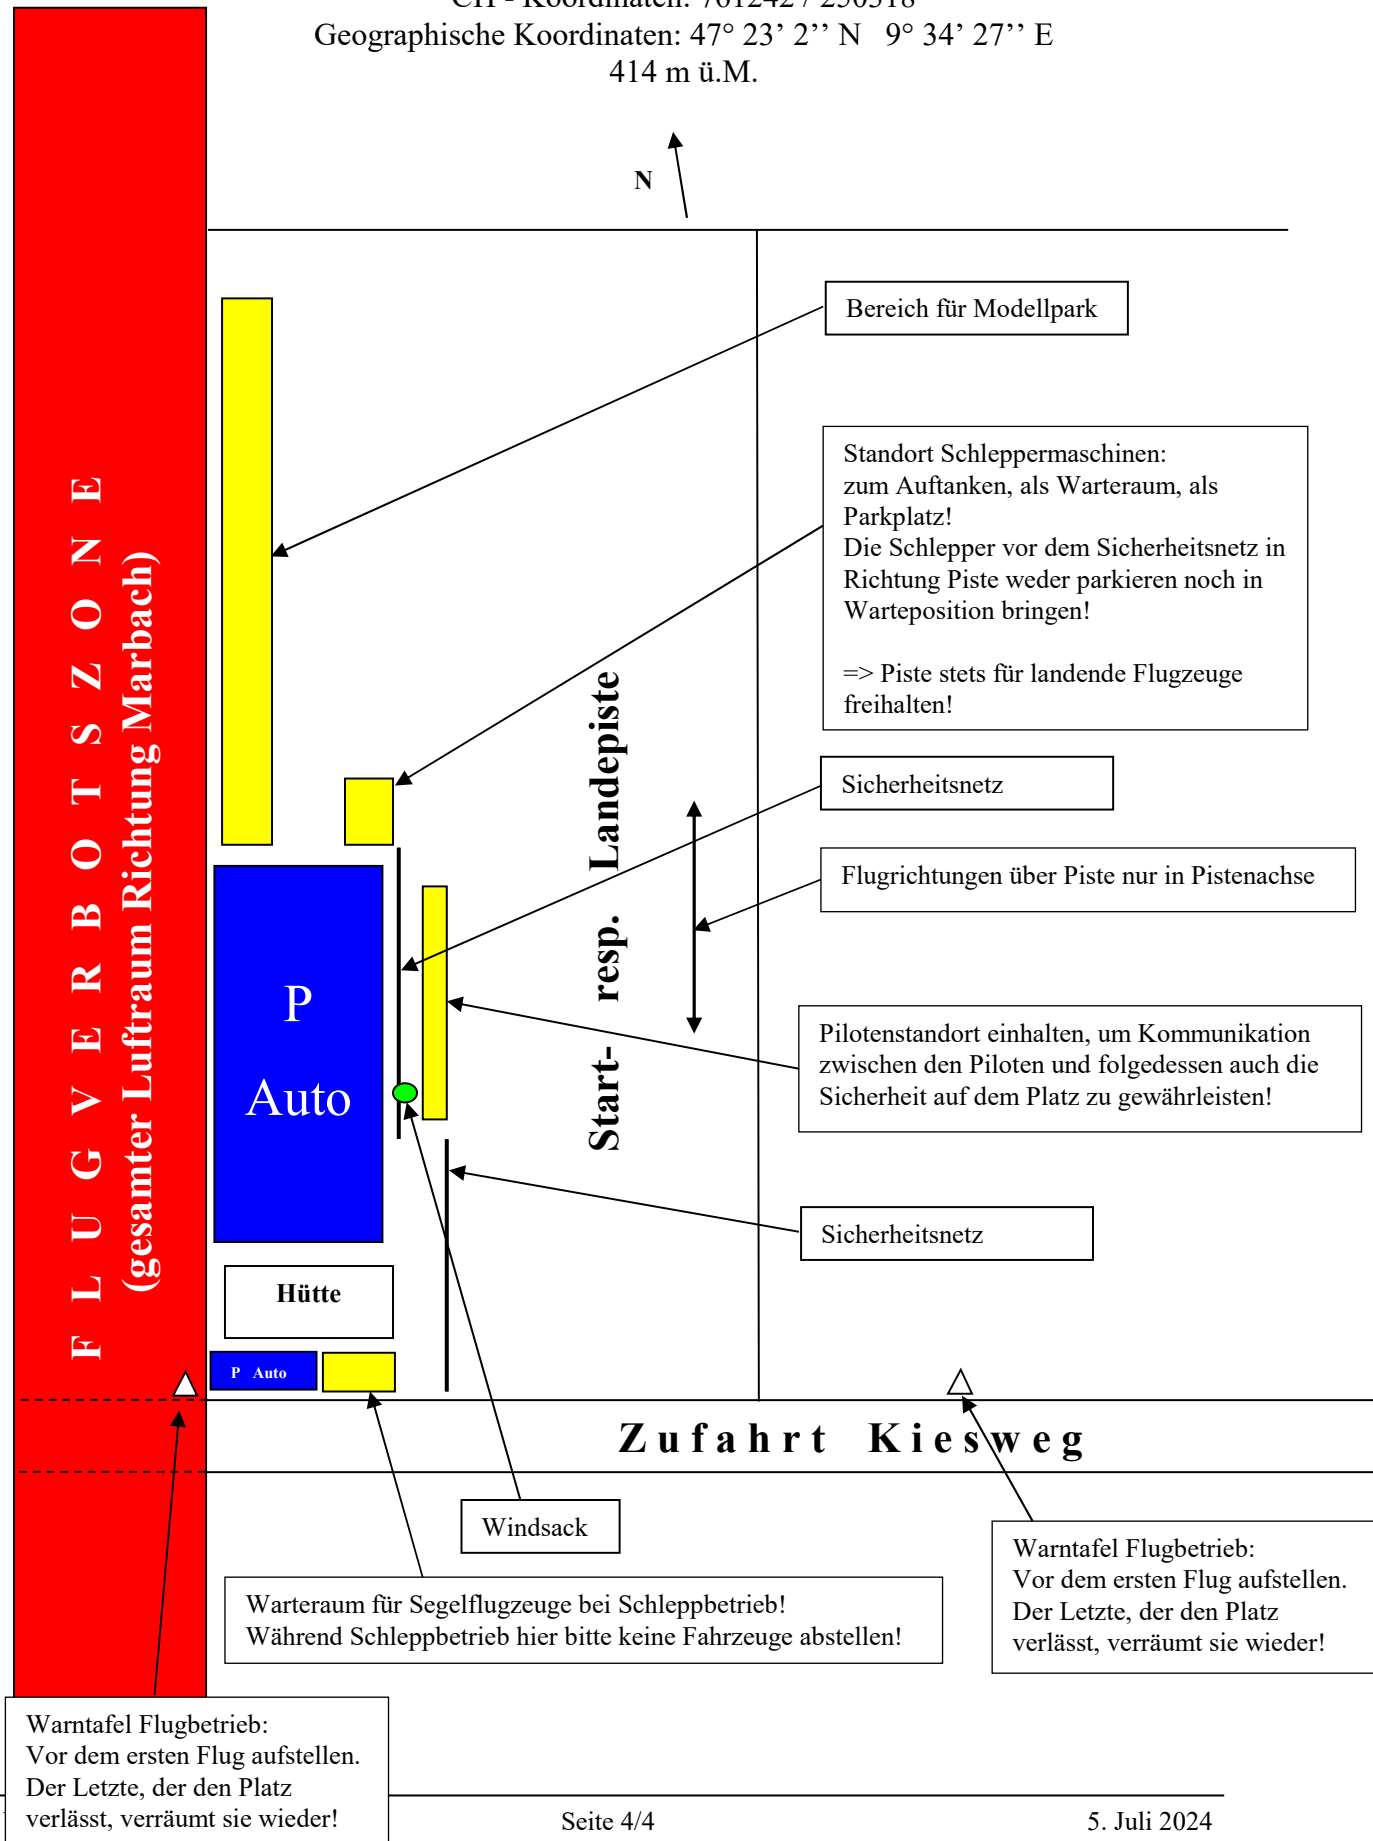 Geographische Koordinaten: 47° 23’ 2’’ N   9° 34’ 27’’ E
414 m ü.M.
N
Bereich für Modellpark
Standort Schleppermaschinen:
zum Auftanken, als Warteraum, als
Parkplatz!
Die Schlepper vor dem Sicherheitsnetz in
Richtung Piste weder parkieren noch in
Warteposition bringen!
=> Piste stets für landende Flugzeuge
freihalten!
F L U G V E R B O T S Z O N E
(gesamter Luftraum Richtung Marbach)
Start- resp. Landepiste
Sicherheitsnetz
Flugrichtungen über Piste nur in Pistenachse
P
Auto
Pilotenstandort einhalten, um Kommunikation
zwischen den Piloten und folgedessen auch die
Sicherheit auf dem Platz zu gewährleisten!
Sicherheitsnetz
Hütte
P Auto
Zufahrt Kiesweg
Windsack
Warntafel Flugbetrieb:
Vor dem ersten Flug aufstellen.
Der Letzte, der den Platz
verlässt, verräumt sie wieder!
Warteraum für Segelflugzeuge bei Schleppbetrieb!
Während Schleppbetrieb hier bitte keine Fahrzeuge abstellen!
Warntafel Flugbetrieb:
Vor dem ersten Flug aufstellen.
Der Letzte, der den Platz
verlässt, verräumt sie wieder!
Seite 4/4
5. Juli 2024